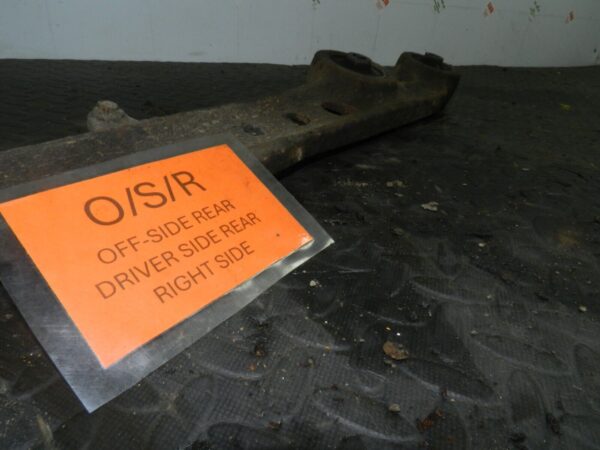 O/S/R
OFF-SIDE REAR
DRIVER SIDE REAR
RIGHT SIDE